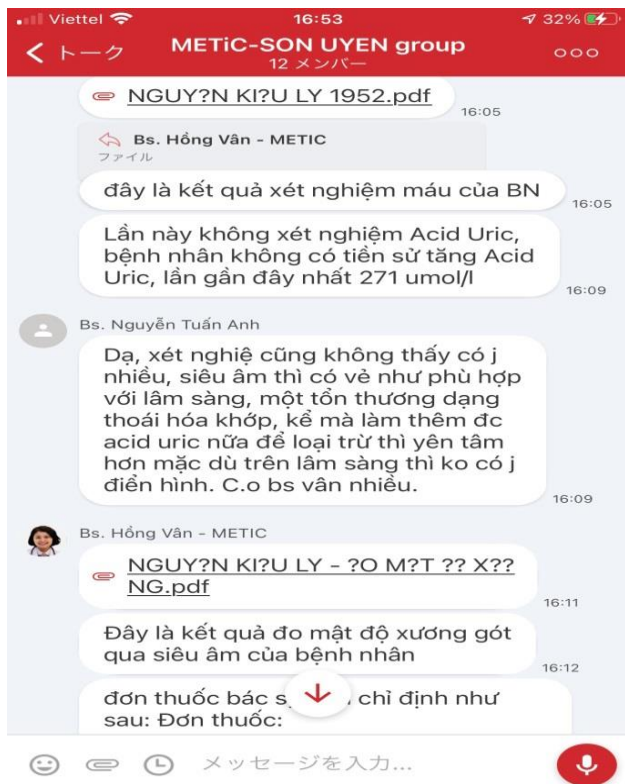 Viettel 16:53 32%
トーク METiC-SON UYEN group
12 メンバー
NGUY?N KI?U LY 1952.pdf
16:05
Bs. Hồng Vân - METIC
ファイル
đây là kết quả xét nghiệm máu của BN
16:05
Lần này không xét nghiệm Acid Uric,
bệnh nhân không có tiền sử tăng Acid
Uric, lần gần đây nhất 271 umol/l
16:09
Bs. Nguyễn Tuấn Anh
Dạ, xét nghiệ cũng không thấy có j
nhiều, siêu âm thì có vẻ như phù hợp
với lâm sàng, một tổn thương dạng
thoái hóa khớp, kể mà làm thêm đc
acid uric nữa để loại trừ thì yên tâm
hơn mặc dù trên lâm sàng thì ko có j
điển hình. C.o bs vân nhiều.
16:09
Bs. Hồng Vân - METIC
NGUY?N KI?U LY - ?O M?T ?? X??
NG.pdf
16:11
Đây là kết quả đo mật độ xương gót
qua siêu âm của bệnh nhân
16:12
đơn thuốc bác s chỉ định như
sau: Đơn thuốc:
メッセージを入力...